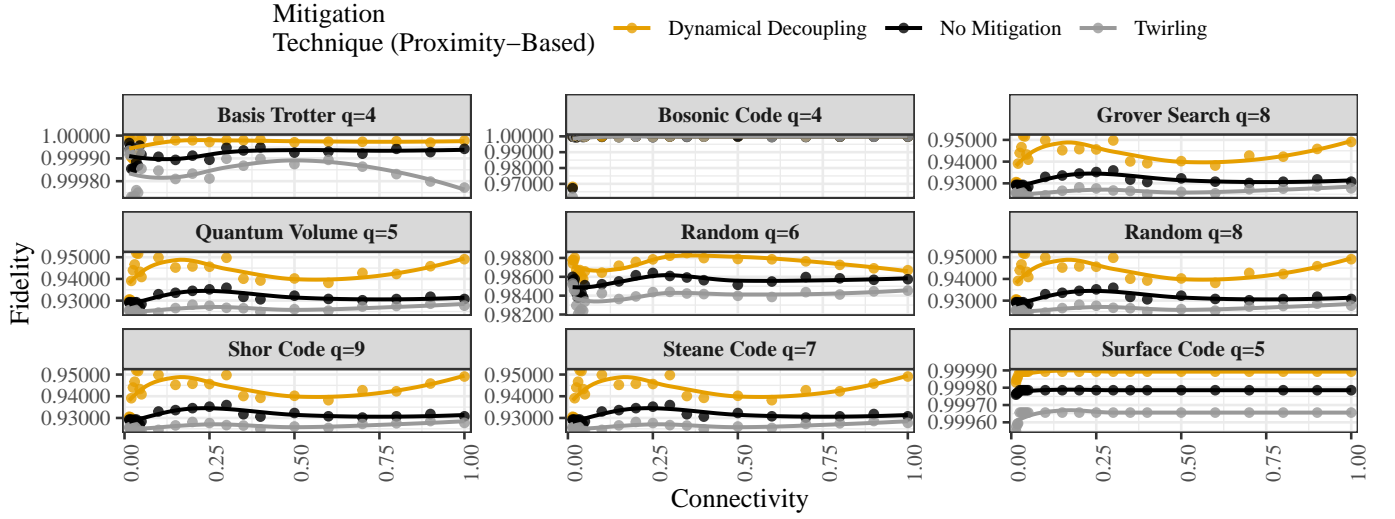 Mitigation
Technique (Proximity−Based)
Dynamical Decoupling
No Mitigation
Twirling
Basis Trotter q=4
Bosonic Code q=4
Grover Search q=8
1.00000
0.99990
0.99980
1.00000
0.99000
0.98000
0.97000
0.95000
0.94000
0.93000
Quantum Volume q=5
Random q=6
Random q=8
0.95000
0.94000
0.93000
0.98800
0.98600
0.98400
0.98200
0.95000
0.94000
0.93000
Shor Code q=9
Steane Code q=7
Surface Code q=5
0.95000
0.94000
0.93000
0.95000
0.94000
0.93000
0.99990
0.99980
0.99970
0.99960
0.00
0.25
0.50
0.75
1.00
0.00
0.25
0.50
0.75
1.00
0.00
0.25
0.50
0.75
1.00
Fidelity
Connectivity